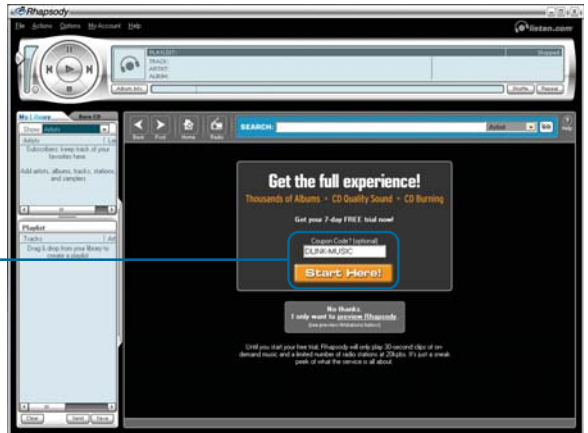 Rhapsody
File Actions Options My Account Help
listen.com
PLAYLIST:
Stopped
TRACK:
ARTIST:
ALBUM:
Album Info
Shuffle Repeat
My Library Burn CD
Show Artists
Artists
Subscribers: keep track of your
favorites here.
Add artists, albums, tracks, stations,
and samplers
Playlist
Tracks
Drag & drop from your library to
create a playlist
Clear Send Save
Back Fwd Home Radio
SEARCH:
Artist
GO
Help
Get the full experience!
Thousands of Albums • CD Quality Sound • CD Burning
Get your 7-day FREE trial now!
Coupon Code? (optional)
DLINK-MUSIC
Start Here!
No thanks.
I only want to preview Rhapsody.
(see preview limitations below)
Until you start your free trial, Rhapsody will only play 30-second clips of on-
demand music and a limited number of radio stations at 20kpbs. It's just a sneak
peek of what the service is all about.